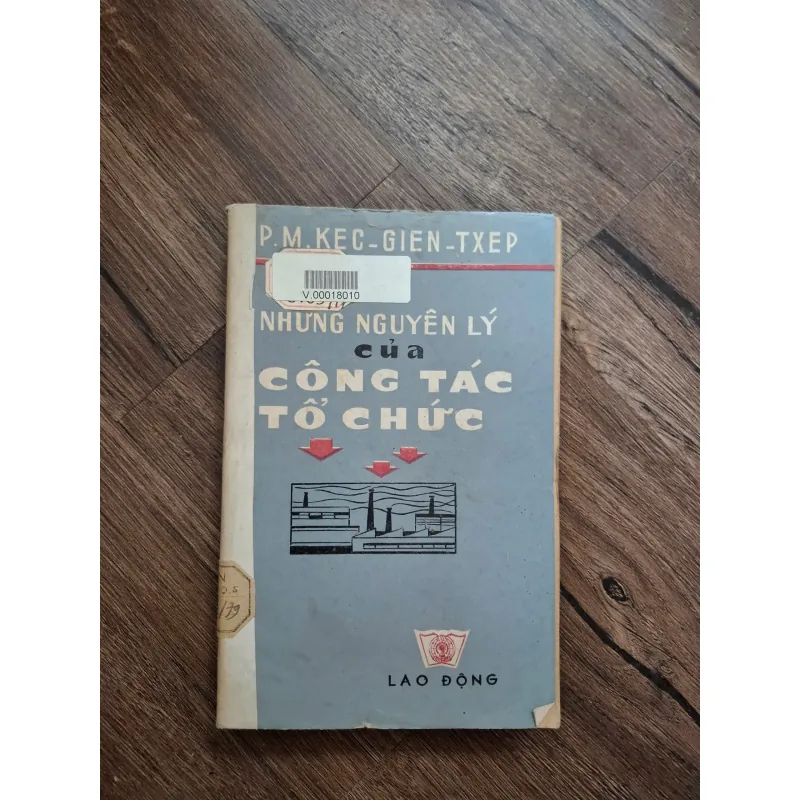 P.M. KEC-GIEN-TXEP
V.00018010
NHỮNG NGUYÊN LÝ
của
CÔNG TÁC
TỔ CHỨC
LAO ĐỘNG